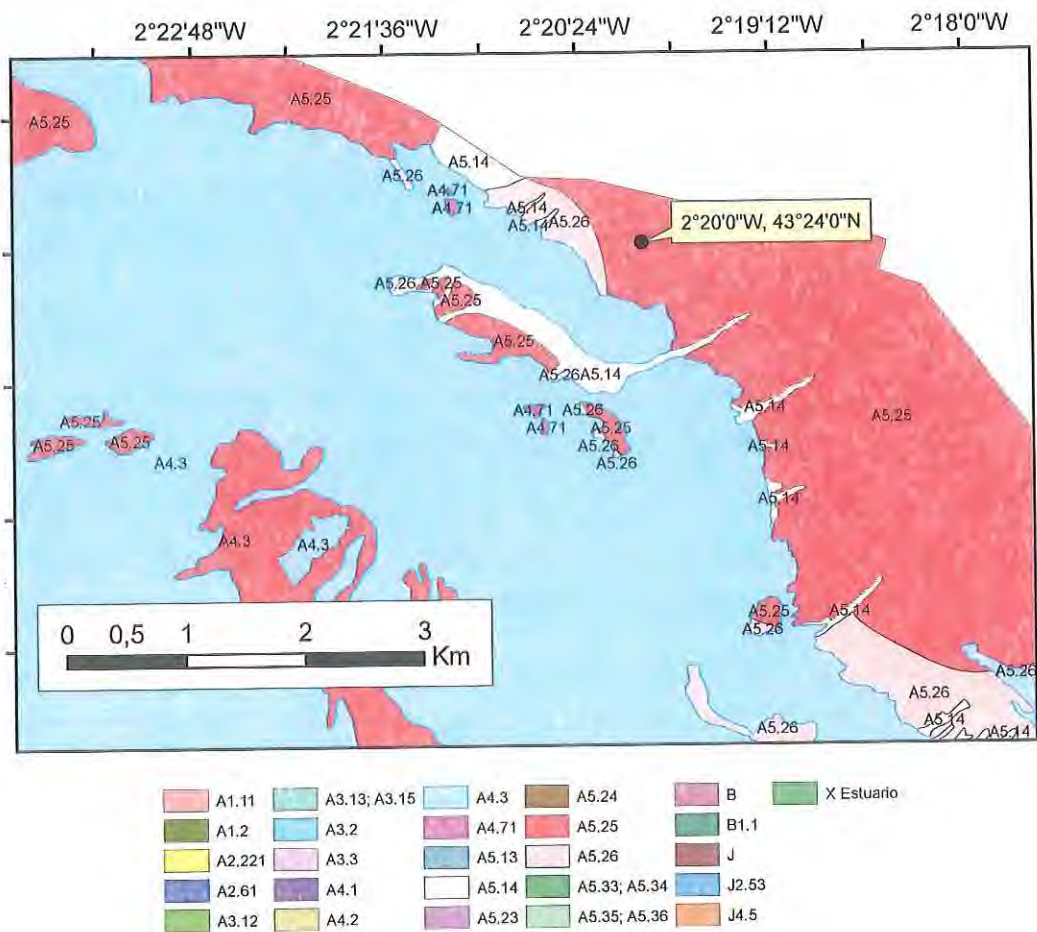 2°22'48"W 2°21'36"W 2°20'24"W 2°19'12"W 2°18'0"W
A5.25
A5.25
A5.14
A5.26
A4.71
A4.71
A5.14
A5.14
A5.26
2°20'0"W, 43°24'0"N
A5.26 A5.25
A5.25
A5.25
A5.26 A5.14
A4.71 A5.26
A4.71 A5.25
A5.26
A5.26
A5.14
A5.25
A5.14
A5.14
A5.25
A5.25 A5.25
A4.3
A4.3 A4.3
A5.25 A5.14
A5.26
A5.26
A5.26
A5.14
A5.14
A5.26
0 0,5 1 2 3
Km
A1.11
A1.2
A2.221
A2.61
A3.12
A3.13; A3.15
A3.2
A3.3
A4.1
A4.2
A4.3
A4.71
A5.13
A5.14
A5.23
A5.24
A5.25
A5.26
A5.33; A5.34
A5.35; A5.36
B
B1.1
J
J2.53
J4.5
X Estuario